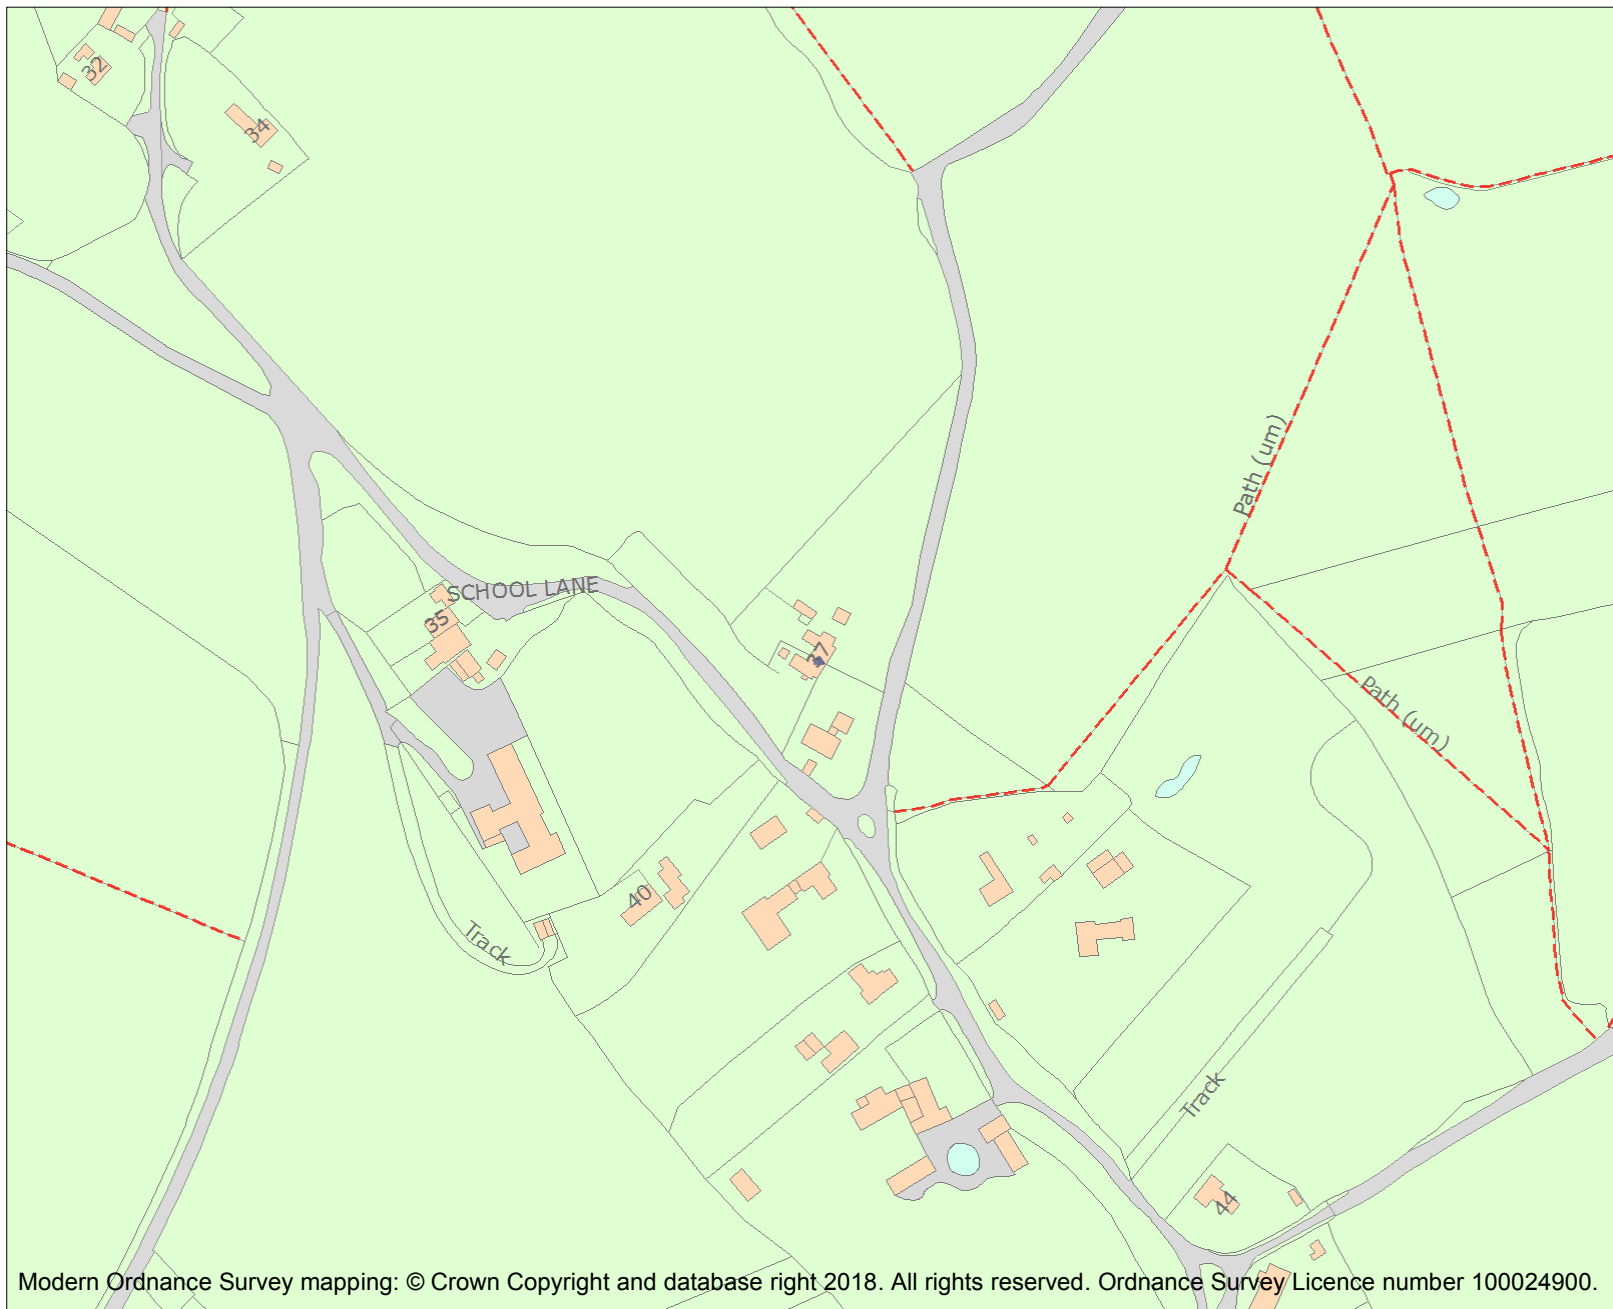 32
34
Path (um)
SCHOOL LANE
35
37
Path (um)
40
Track
Track
44
Modern Ordnance Survey mapping: © Crown Copyright and database right 2018. All rights reserved. Ordnance Survey Licence number 100024900.